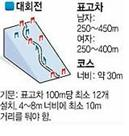 대회전
표고차
남자:
250~450m
여자:
250~400m
코스
너비: 약 30m
기문: 표고차 100m당 최소 12개
설치, 4~8m 너비에 최소 10m
거리를 둬야 함.